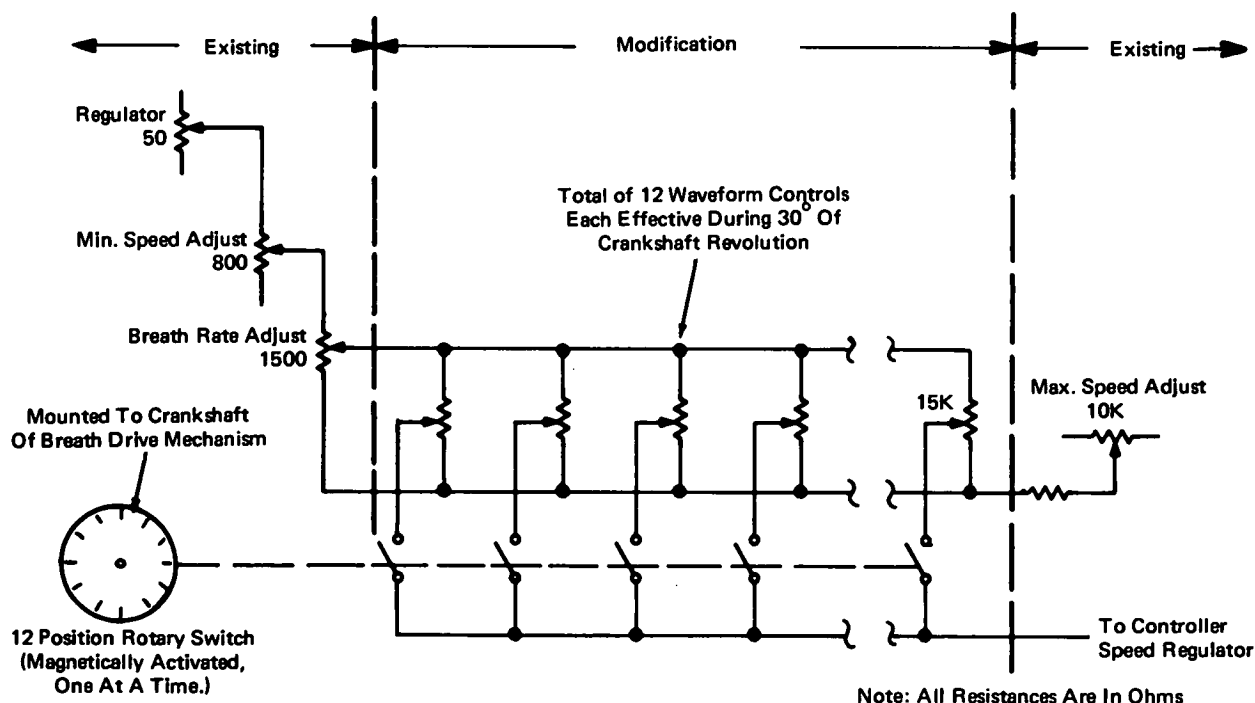 Existing
Modification
Existing
Regulator
50
Total of 12 Waveform Controls
Each Effective During 30° Of
Crankshaft Revolution
Min. Speed Adjust
800
Breath Rate Adjust
1500
Max. Speed Adjust
10K
15K
Mounted To Crankshaft
Of Breath Drive Mechanism
12 Position Rotary Switch
(Magnetically Activated,
One At A Time.)
To Controller
Speed Regulator
Note: All Resistances Are In Ohms